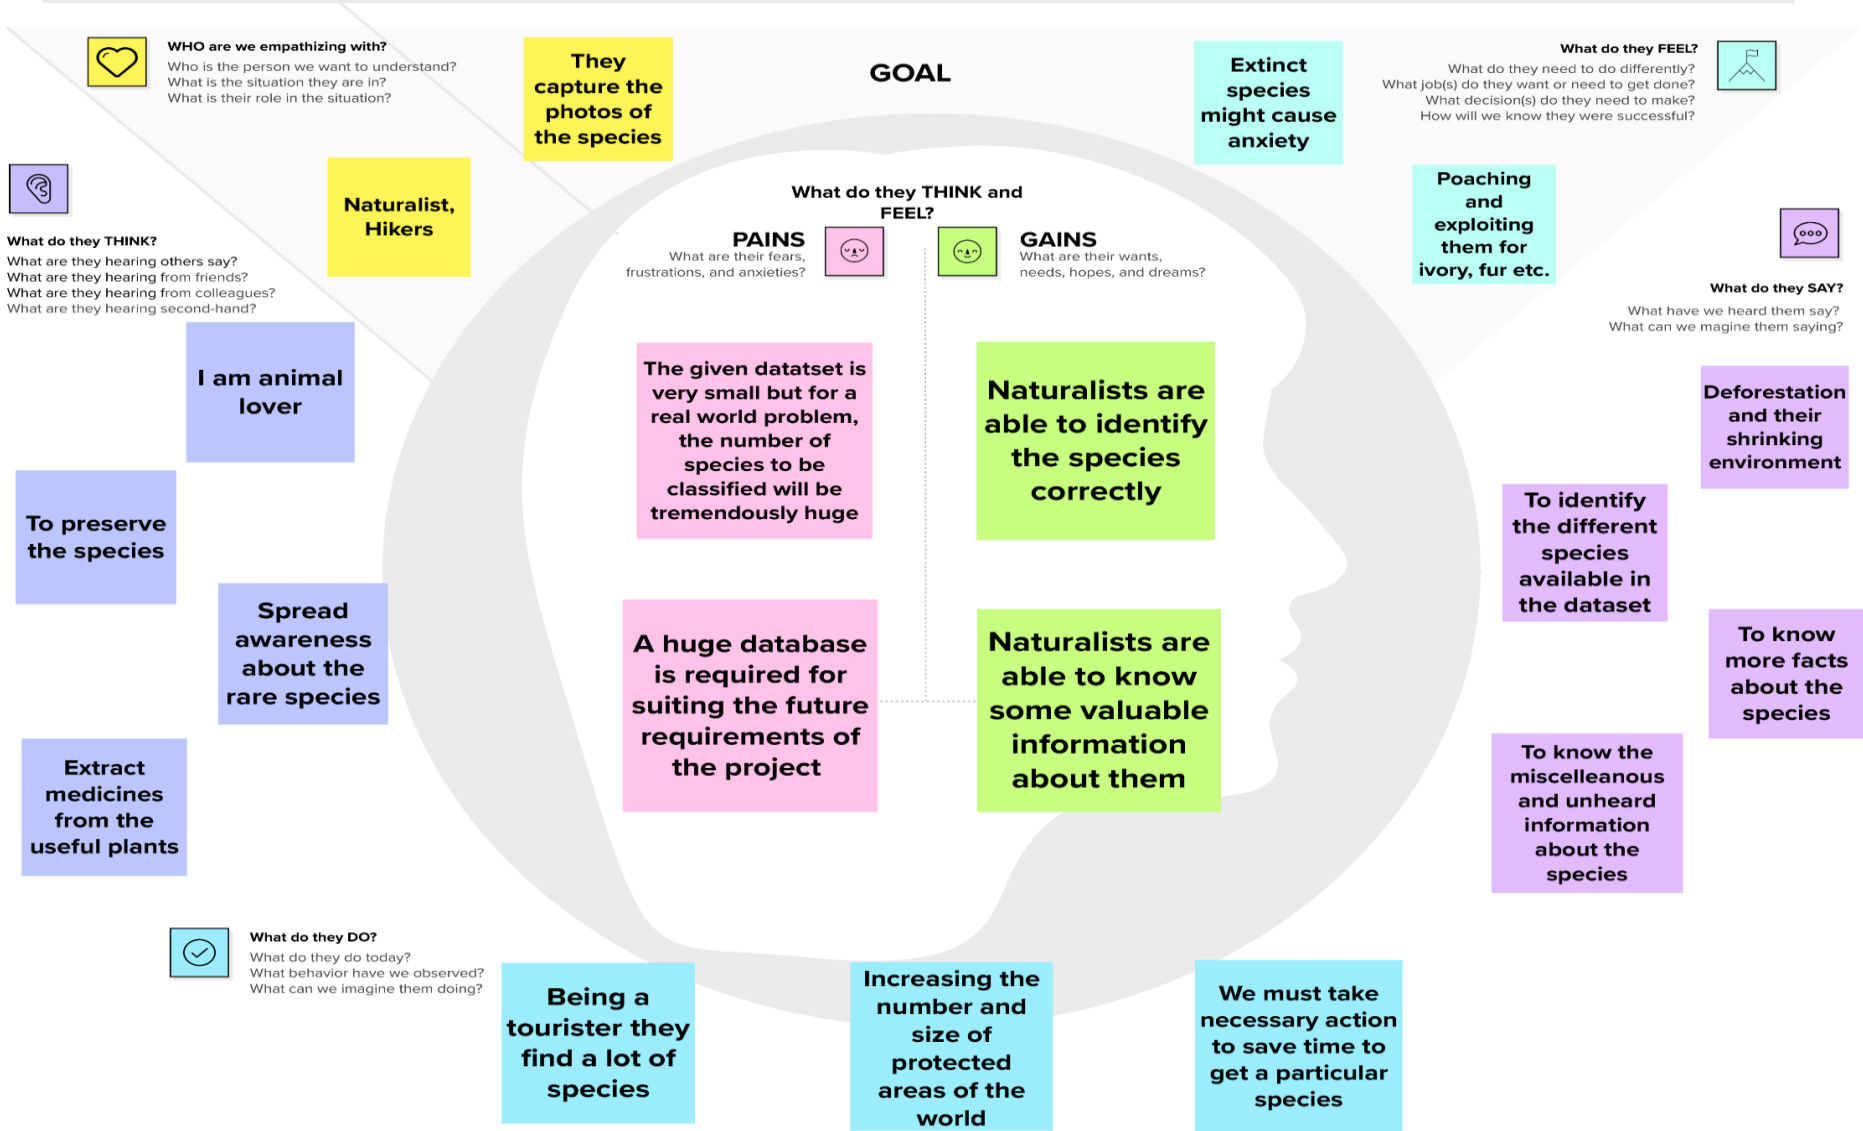 WHO are we empathizing with?
Who is the person we want to understand?
What is the situation they are in?
What is their role in the situation?
They
capture the
photos of
the species
Naturalist,
Hikers
GOAL
Extinct
species
might cause
anxiety
What do they FEEL?
What do they need to do differently?
What job(s) do they want or need to get done?
What decision(s) do they need to make?
How will we know they were successful?
Poaching
and
exploiting
them for
ivory, fur etc.
What do they THINK?
What are they hearing others say?
What are they hearing from friends?
What are they hearing from colleagues?
What are they hearing second-hand?
I am animal
lover
To preserve
the species
Spread
awareness
about the
rare species
Extract
medicines
from the
useful plants
What do they THINK and
FEEL?
PAINS
What are their fears,
frustrations, and anxieties?
GAINS
What are their wants,
needs, hopes, and dreams?
The given datatset is
very small but for a
real world problem,
the number of
species to be
classified will be
tremendously huge
Naturalists are
able to identify
the species
correctly
A huge database
is required for
suiting the future
requirements of
the project
Naturalists are
able to know
some valuable
information
about them
What do they SAY?
What have we heard them say?
What can we magine them saying?
Deforestation
and their
shrinking
environment
To identify
the different
species
available in
the dataset
To know
more facts
about the
species
To know the
miscelleanous
and unheard
information
about the
species
What do they DO?
What do they do today?
What behavior have we observed?
What can we imagine them doing?
Being a
tourister they
find a lot of
species
Increasing the
number and
size of
protected
areas of the
world
We must take
necessary action
to save time to
get a particular
species